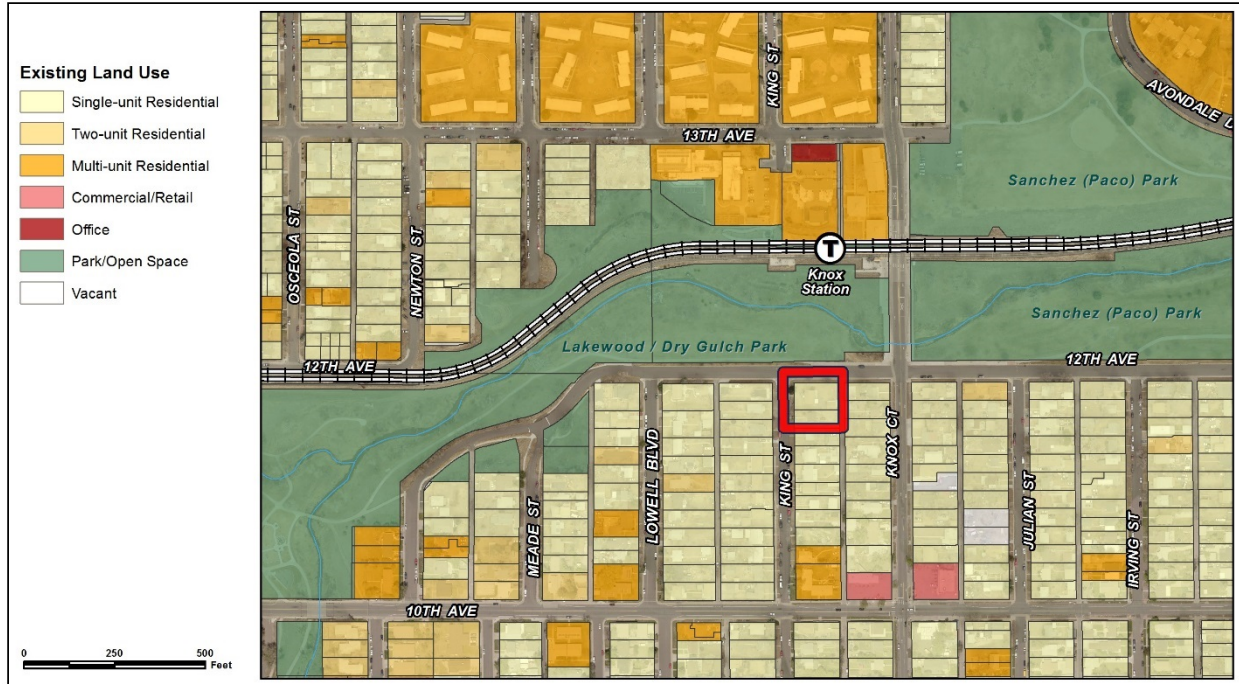 Existing Land Use
Single-unit Residential
Two-unit Residential
Multi-unit Residential
Commercial/Retail
Office
Park/Open Space
Vacant
0 250 500
Feet
KING ST
AVONDALE D
13TH AVE
Sanchez (Paco) Park
OSCEOLA ST
NEWTON ST
T
Knox
Station
Sanchez (Paco) Park
Lakewood / Dry Gulch Park
12TH AVE
12TH AVE
MEADE ST
LOWELL BLVD
KING ST
KNOX CT
JULIAN ST
IRVING ST
10TH AVE
10TH AVE